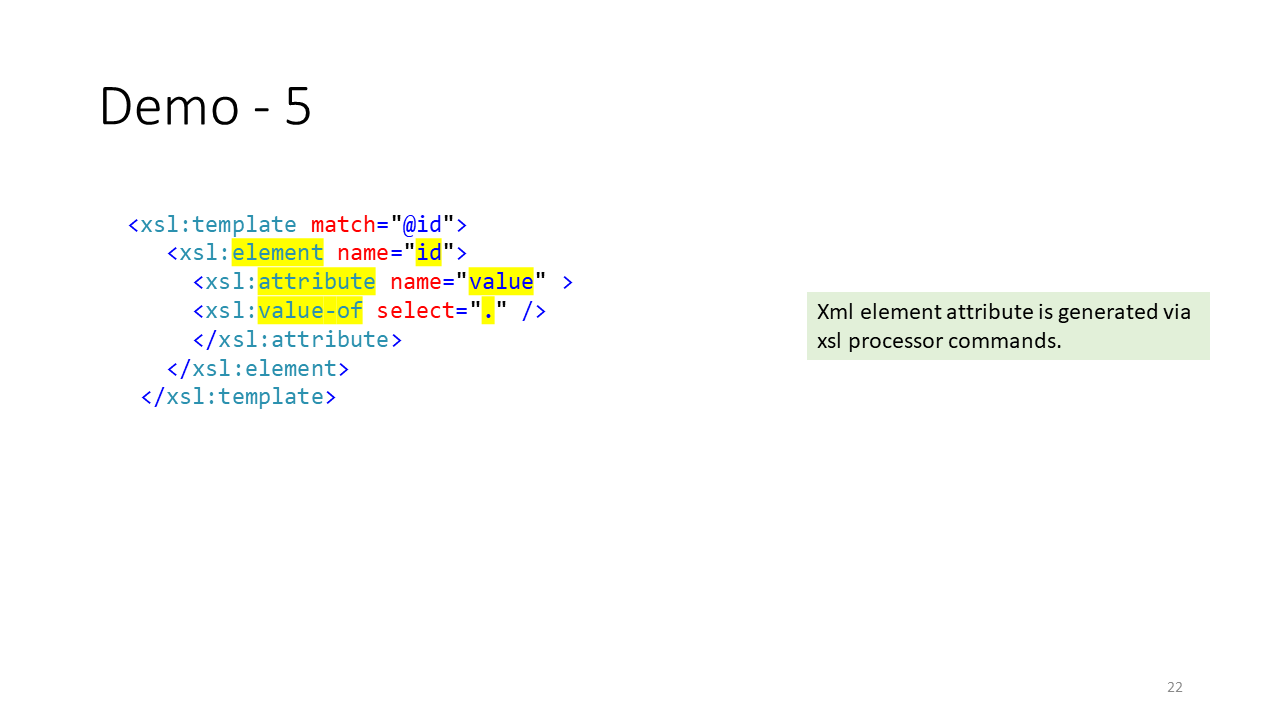 Demo - 5
<xsl:template match="@id">
<xsl:element name="id">
<xsl:attribute name="value" >
<xsl:value-of select="." />
</xsl:attribute>
</xsl:element>
</xsl:template>
Xml element attribute is generated via
xsl processor commands.
22